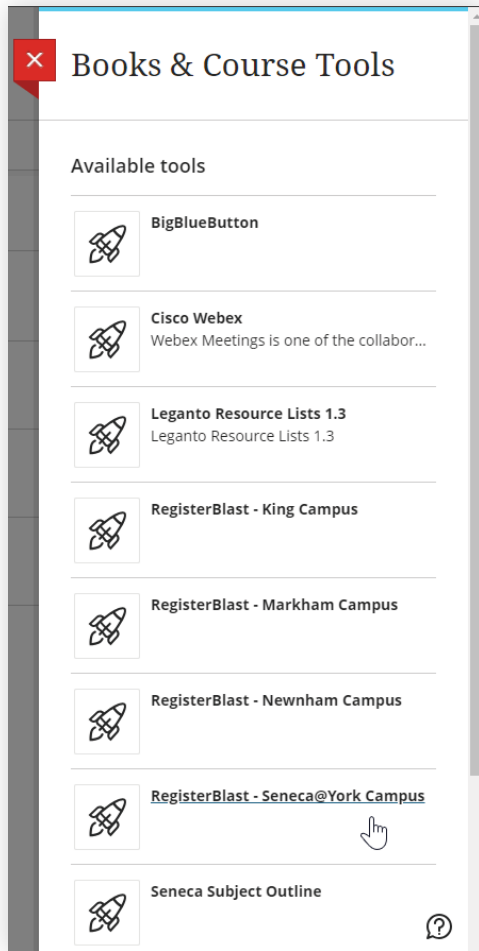 Books & Course Tools
Available tools
BigBlueButton
Cisco Webex
Webex Meetings is one of the collabor...
Leganto Resource Lists 1.3
Leganto Resource Lists 1.3
RegisterBlast - King Campus
RegisterBlast - Markham Campus
RegisterBlast - Newnham Campus
RegisterBlast - Seneca@York Campus
Seneca Subject Outline